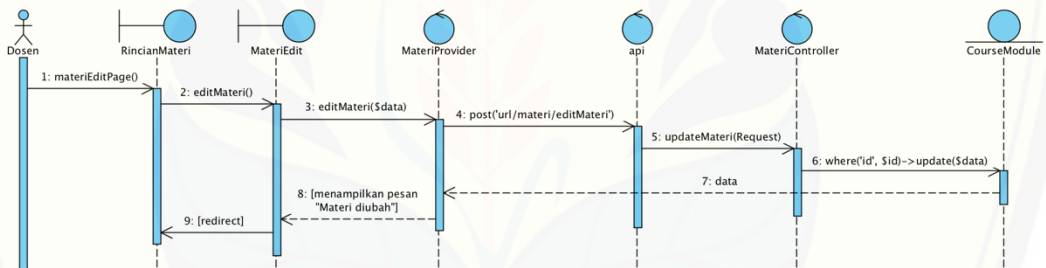 Dosen
RincianMateri
MateriEdit
MateriProvider
api
MateriController
CourseModule
1: materiEditPage()
2: editMateri()
3: editMateri($data)
4: post('url/materi/editMateri')
5: updateMateri(Request)
6: where('id', $id)->update($data)
7: data
8: [menampilkan pesan
"Materi diubah"]
9: [redirect]